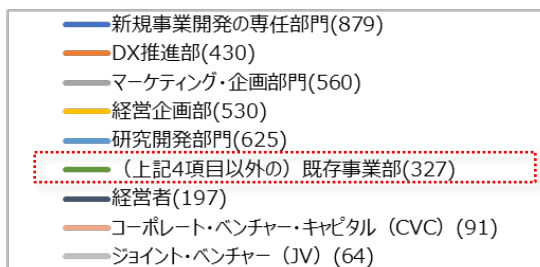 新規事業開発の専任部門(879)
DX推進部(430)
マーケティング・企画部門(560)
経営企画部(530)
研究開発部門(625)
（上記4項目以外の）既存事業部(327)
経営者(197)
コーポレート・ベンチャー・キャピタル（CVC）(91)
ジョイント・ベンチャー（JV）(64)